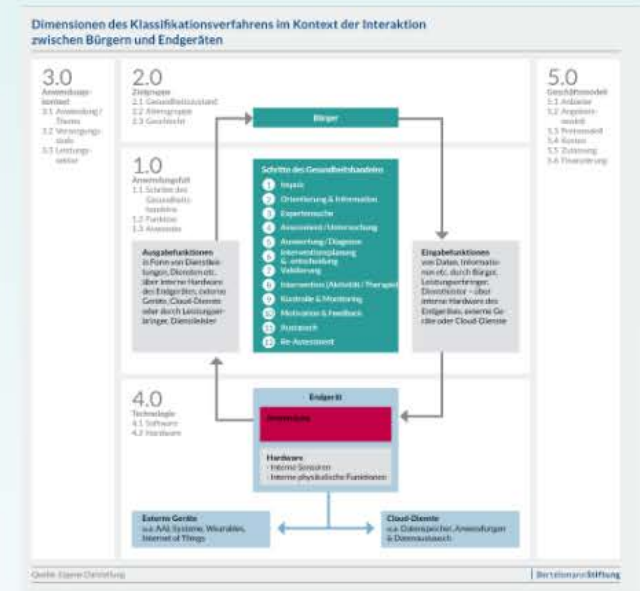 Dimensionen des Klassifikationsverfahrens im Kontext der Interaktion
zwischen Bürgern und Endgeräten
3.0
Anwendungs-
kontext
3.1 Anwendung /
Thema
3.2 Versorgungs-
stufe
3.3 Leistungs-
sektor
2.0
Zielgruppe
2.1 Gesundheitszustand
2.2 Altersgruppe
2.3 Geschlecht
Bürger
5.0
Geschäftsmodell
5.1 Anbieter
5.2 Angebots-
modell
5.3 Preismodell
5.4 Kosten
5.5 Zulassung
5.6 Finanzierung
1.0
Anwendungsfall
1.1 Schritte des
Gesundheits-
handelns
1.2 Funktion
1.3
Schritte des Gesundheitshandelns
1 Impuls
2 Orientierung & Information
3 Expertensuche
4 Assessment / Untersuchung
5 Auswertung / Diagnose
6 Interventionsplanung
& -entscheidung
7 Validierung
8 Intervention (Aktivität / Therapie)
9 Kontrolle & Monitoring
10 Motivation & Feedback
11 Austausch
12 Re-Assessment
Ausgabefunktionen
in Form von Dienstleis-
tungen, Diensten etc.
über interne Hardware
des Endgerätes, externe
Geräte, Cloud-Dienste
oder durch Leistungser-
bringer, Dienstleister
Eingabefunktionen
von Daten, Informatio-
nen etc. durch Bürger,
Leistungserbringer,
Dienstleister – über
interne Hardware des
Endgerätes, externe Ge-
räte oder Cloud-Dienste
4.0
Technologie
4.1 Software
4.2 Hardware
Endgerät
Anwendung
Hardware
- Interne Sensoren
- Interne physikalische Funktionen
Externe Geräte
u.a. AAL Systeme, Wearables,
Internet of Things
Cloud-Dienste
u.a. Datenspeicher, Anwendungen
& Datenaustausch
Quelle: Eigene Darstellung
BertelsmannStiftung